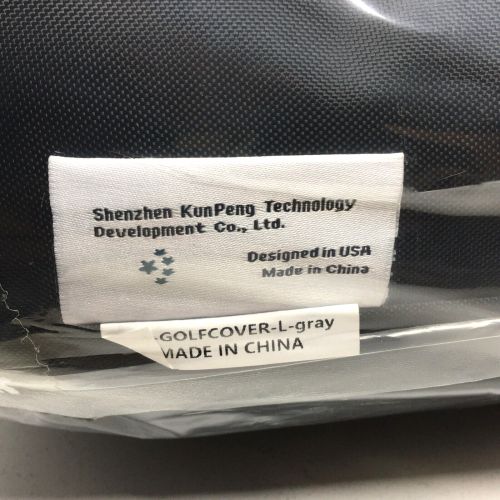 Shenzhen KunPeng Technology
Development Co., Ltd.
Designed in USA
Made in China
-GOLFCOVER-L-gray
MADE IN CHINA